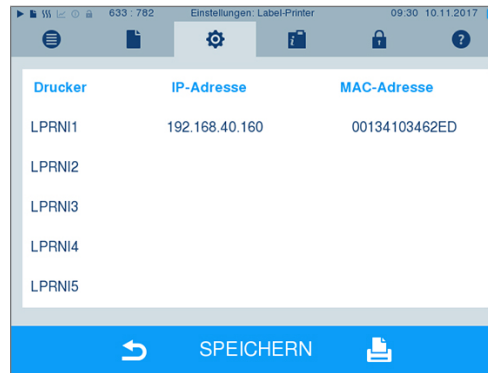 633 : 782 Einstellungen: Label-Printer 09:30 10.11.2017
Drucker IP-Adresse MAC-Adresse
LPRNI1 192.168.40.160 00134103462ED
LPRNI2
LPRNI3
LPRNI4
LPRNI5
SPEICHERN